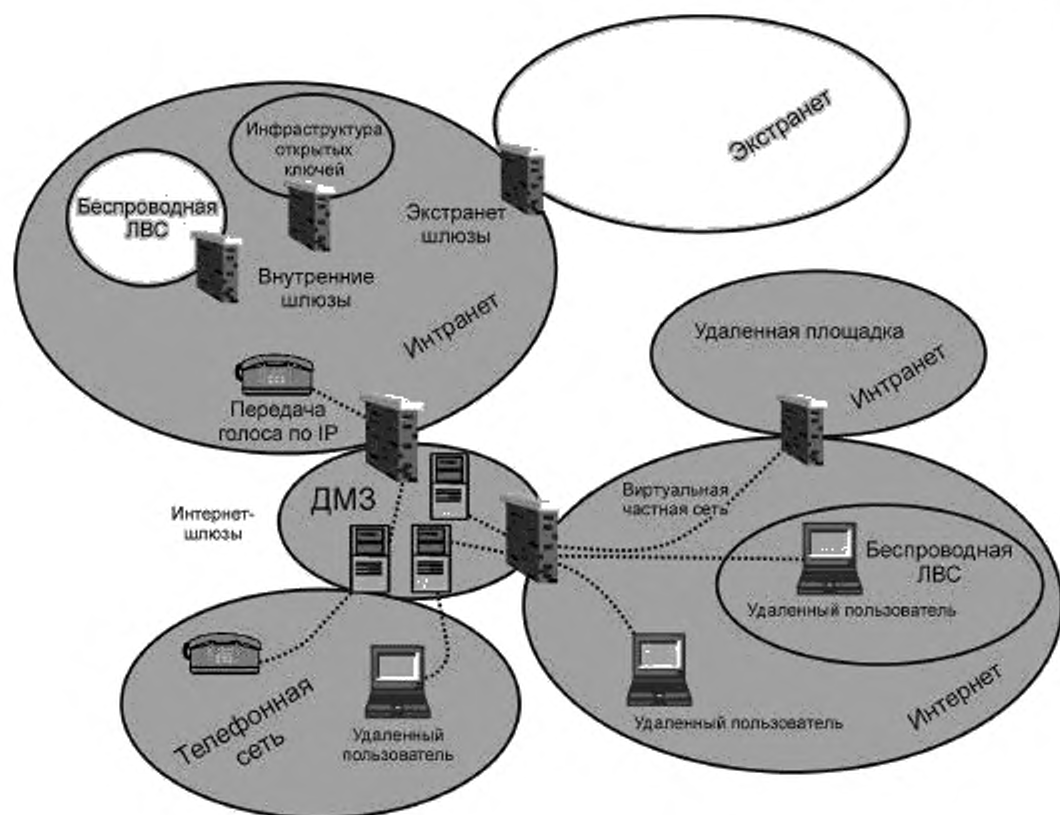 Экстранет
Инфраструктура
открытых
ключей
Беспроводная
ЛВС
Экстранет
шлюзы
Внутренние
шлюзы
Интранет
Передача
голоса по IP
Удаленная площадка
Интранет
ДМЗ
Интернет-
шлюзы
Виртуальная
частная сеть
Беспроводная
ЛВС
Удаленный пользователь
Удаленный пользователь
Интернет
Телефонная
сеть
Удаленный
пользователь